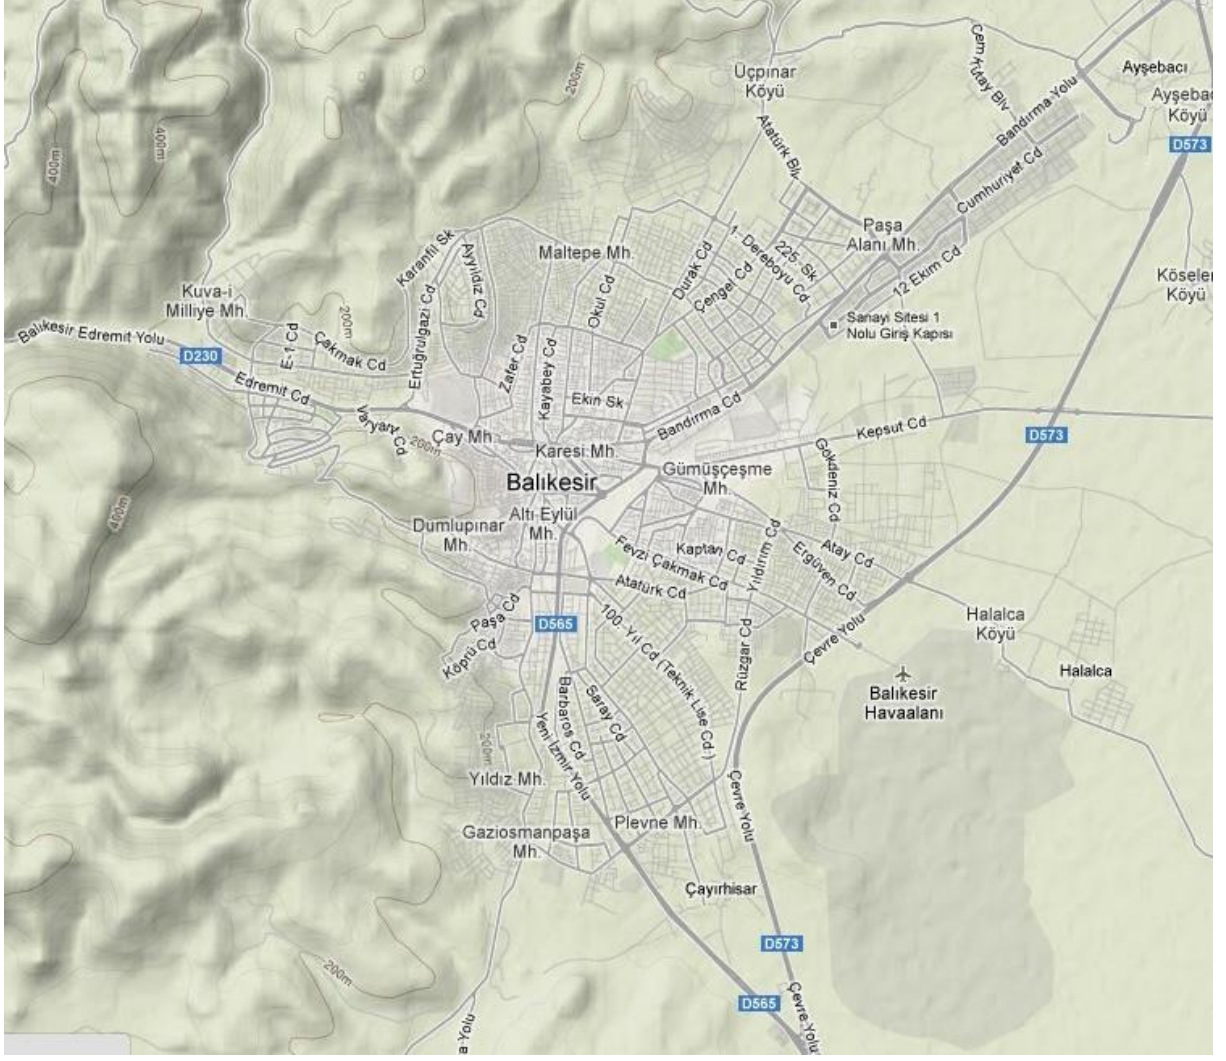 Üçpınar
Köyü
Cem Kutay Blv
Ayşebacı
Ayşebac
Köyü
200m
Bandırma Yolu
D573
400m
400m
Atatürk Blv
Cumhuriyet Cd
Paşa
Alanı Mh.
Karanfil Sk
Ayyıldız Cd
Maltepe Mh.
Durak Cd
1- Dereboyu Cd
225. Sk
12 Ekim Cd
Çengel Cd
Köseler
Köyü
Kuva-i
Milliye Mh.
Okul Cd
Ertuğrulgazi Cd
200m
Sanayi Sitesi 1
Nolu Giriş Kapısı
Balıkesir Edremit Yolu
D230
E-1 Cd
Çakmak Cd
Zafer Cd
Kayabey Cd
Edremit Cd
Ekin Sk
Bandırma Cd
Varyary Cd
200m
Çay Mh
Karesi Mh.
Kepsut Cd
D573
Gümüşçeşme
Mh.
Gökdeniz Cd
Balıkesir
400m
Dumlupınar
Mh.
Altı Eylül
Mh.
Fevzi Çakmak Cd
Kaptan Cd
Yıldırım Cd
Ergüven Cd
Atay Cd
Atatürk Cd
Paşa Cd
D565
100. Yıl Cd (Teknik Lise Cd.)
Halalca
Köyü
Köprü Cd
Rüzgar Cd
Çevre Yolu
Halalca
Balıkesir
Havaalanı
Barbaros Cd
Saray Cd
200m
Yeni İzmir Yolu
Yıldız Mh.
Çevre Yolu
Gaziosmanpaşa
Mh.
Plevne Mh.
Çayırhisar
D573
200m
D565
Çevre Yolu
a Yolu